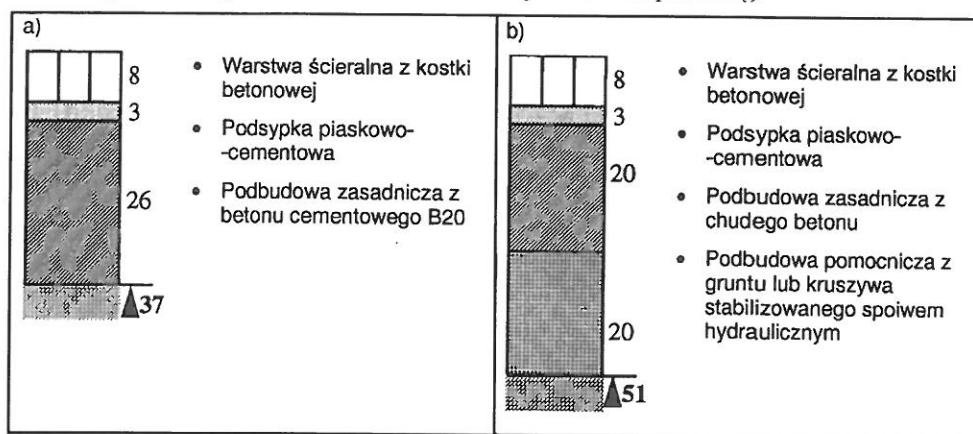 a)
8
3
26
37
• Warstwa ścieralna z kostki
betonowej
• Podsypka piaskowo-
-cementowa
• Podbudowa zasadnicza z
betonu cementowego B20
b)
8
3
20
20
51
• Warstwa ścieralna z kostki
betonowej
• Podsypka piaskowo-
-cementowa
• Podbudowa zasadnicza z
chudego betonu
• Podbudowa pomocnicza z
gruntu lub kruszywa
stabilizowanego spoiwem
hydraulicznym